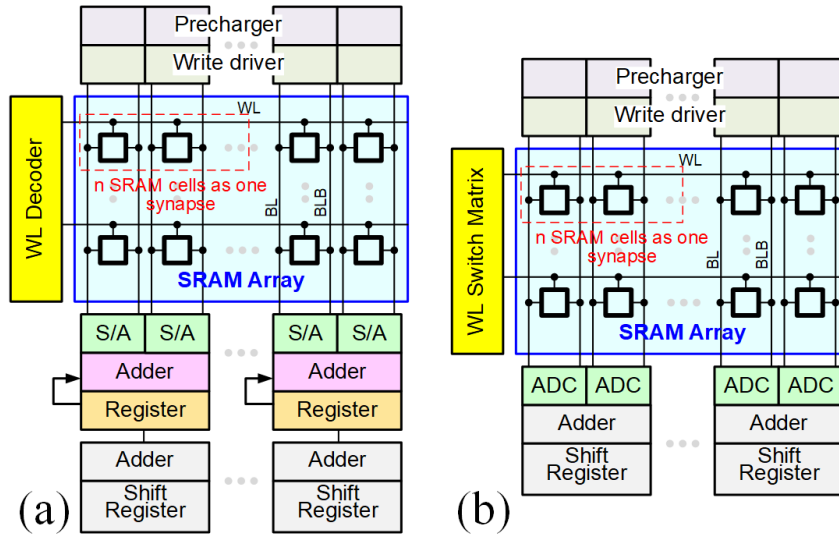 Precharger
Write driver
WL Decoder
WL
n SRAM cells as one
synapse
BL
BLB
SRAM Array
S/A
S/A
S/A
S/A
Adder
Adder
Register
Register
Adder
Adder
Shift
Register
Shift
Register
(a)
Precharger
Write driver
WL Switch Matrix
WL
n SRAM cells as one
synapse
BL
BLB
SRAM Array
ADC
ADC
ADC
ADC
Adder
Adder
Shift
Register
Shift
Register
(b)